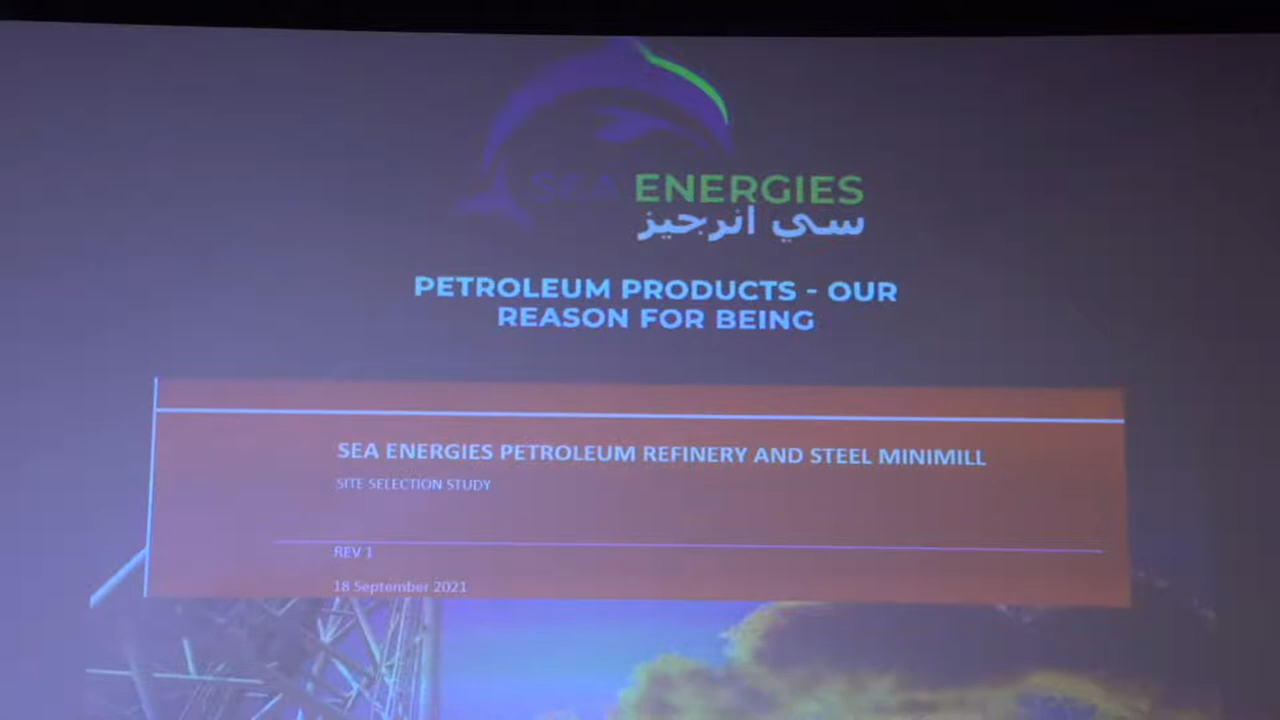 SEA ENERGIES
سي انرجيز
PETROLEUM PRODUCTS - OUR
REASON FOR BEING
SEA ENERGIES PETROLEUM REFINERY AND STEEL MINIMILL
SITE SELECTION STUDY
REV 1
18 September 2021